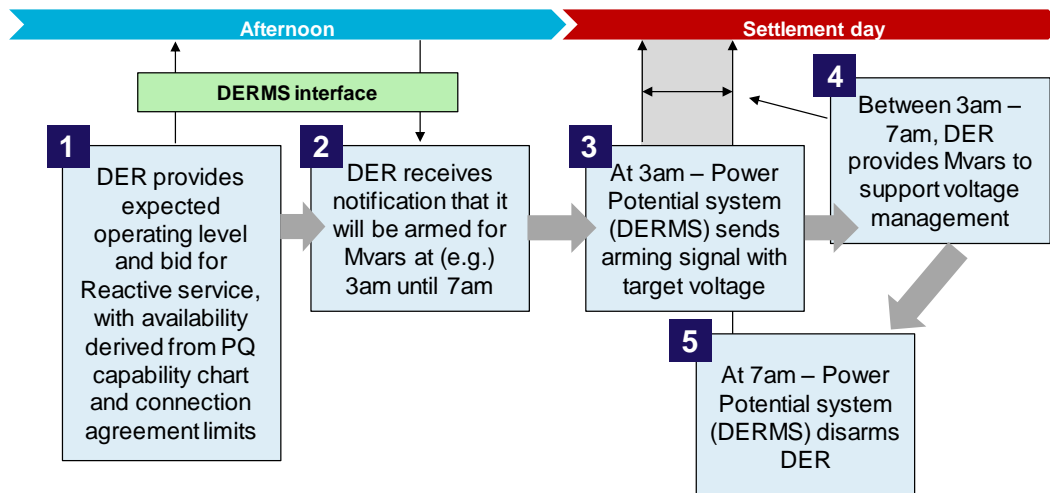 Afternoon
Settlement day
DERMS interface
1
DER provides
expected
operating level
and bid for
Reactive service,
with availability
derived from PQ
capability chart
and connection
agreement limits
2
DER receives
notification that it
will be armed for
Mvars at (e.g.)
3am until 7am
3
At 3am – Power
Potential system
(DERMS) sends
arming signal with
target voltage
4
Between 3am –
7am, DER
provides Mvars to
support voltage
management
5
At 7am – Power
Potential system
(DERMS) disarms
DER